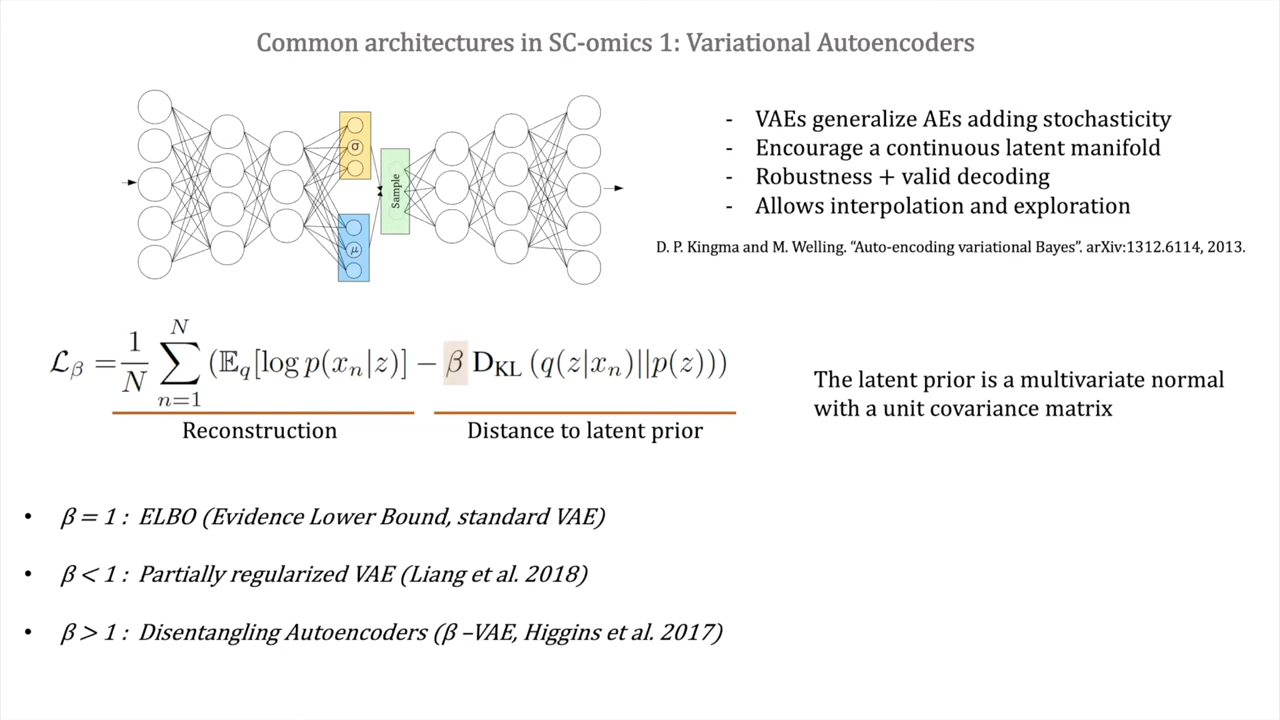 Common architectures in SC-omics 1: Variational Autoencoders
σ
μ
Sample
- VAEs generalize AEs adding stochasticity
- Encourage a continuous latent manifold
- Robustness + valid decoding
- Allows interpolation and exploration
D. P. Kingma and M. Welling. “Auto-encoding variational Bayes”. arXiv:1312.6114, 2013.
ℒ_β = 1/N ∑_{n=1}^{N} (𝔼_q[log p(x_n|z)] − β D_KL (q(z|x_n)||p(z)))
Reconstruction
Distance to latent prior
The latent prior is a multivariate normal
with a unit covariance matrix
• β = 1 : ELBO (Evidence Lower Bound, standard VAE)
• β < 1 : Partially regularized VAE (Liang et al. 2018)
• β > 1 : Disentangling Autoencoders (β –VAE, Higgins et al. 2017)